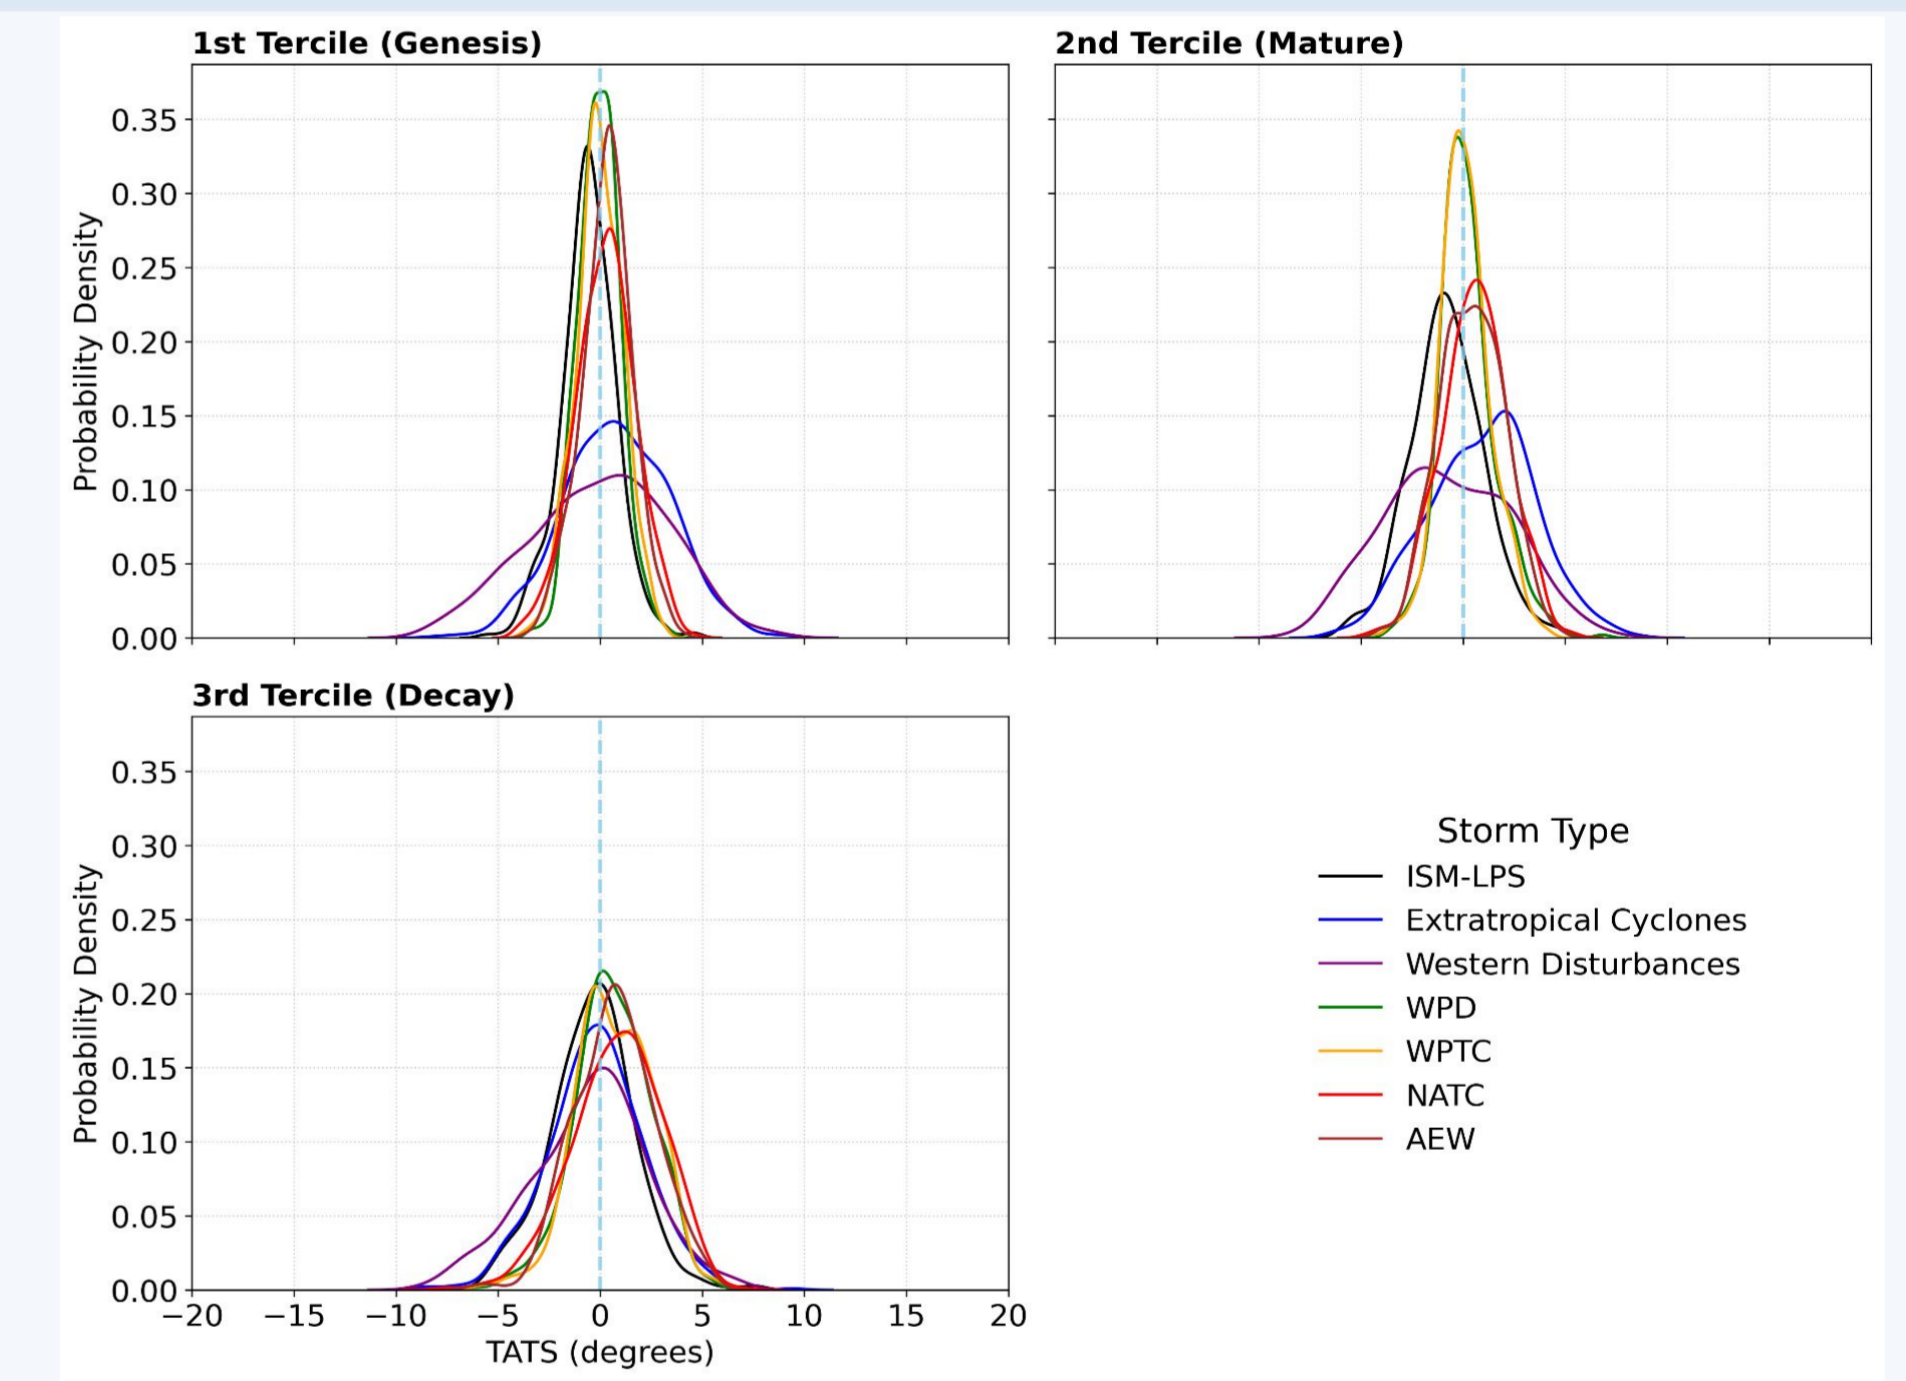 1st Tercile (Genesis)
2nd Tercile (Mature)
Probability Density
0.35
0.30
0.25
0.20
0.15
0.10
0.05
0.00
3rd Tercile (Decay)
Probability Density
0.35
0.30
0.25
0.20
0.15
0.10
0.05
0.00
−20 −15 −10 −5 0 5 10 15 20
TATS (degrees)
Storm Type
ISM-LPS
Extratropical Cyclones
Western Disturbances
WPD
WPTC
NATC
AEW